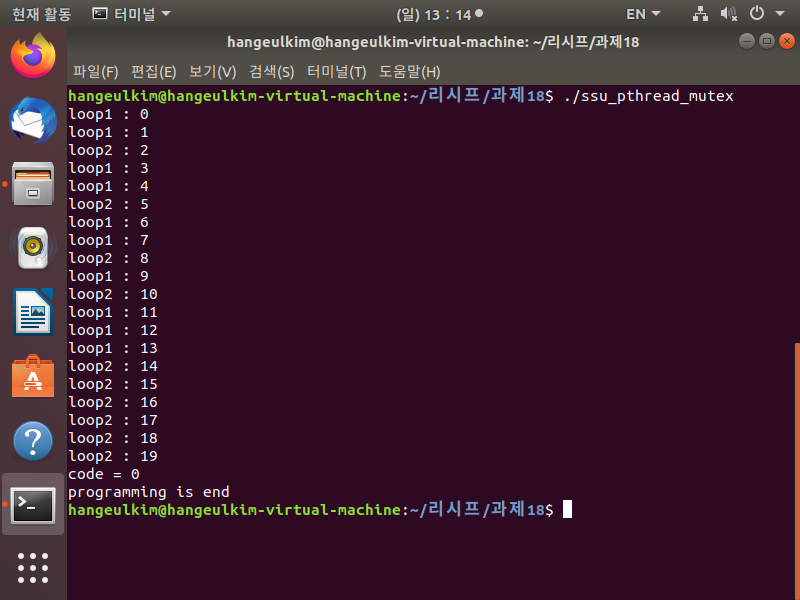 현재 활동 터미널 (일) 13 : 14 EN
hangeulkim@hangeulkim-virtual-machine: ~/리시프/과제18
파일(F) 편집(E) 보기(V) 검색(S) 터미널(T) 도움말(H)
hangeulkim@hangeulkim-virtual-machine:~/리시프/과제18$ ./ssu_pthread_mutex
loop1 : 0
loop1 : 1
loop2 : 2
loop1 : 3
loop1 : 4
loop2 : 5
loop1 : 6
loop1 : 7
loop2 : 8
loop1 : 9
loop2 : 10
loop1 : 11
loop1 : 12
loop1 : 13
loop2 : 14
loop2 : 15
loop2 : 16
loop2 : 17
loop2 : 18
loop2 : 19
code = 0
programming is end
hangeulkim@hangeulkim-virtual-machine:~/리시프/과제18$